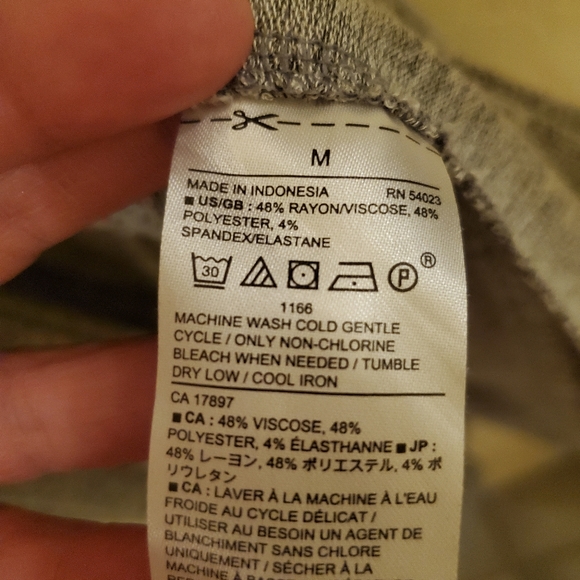 M
MADE IN INDONESIA RN 54023
■ US/GB : 48% RAYON/VISCOSE, 48%
POLYESTER, 4%
SPANDEX/ELASTANE
30 P ®
1166
MACHINE WASH COLD GENTLE
CYCLE / ONLY NON-CHLORINE
BLEACH WHEN NEEDED / TUMBLE
DRY LOW / COOL IRON
CA 17897
■ CA : 48% VISCOSE, 48%
POLYESTER, 4% ÉLASTHANNE ■ JP :
48% レーヨン, 48% ポリエステル, 4% ポ
リウレタン
■ CA : LAVER À LA MACHINE À L'EAU
FROIDE AU CYCLE DÉLICAT /
UTILISER AU BESOIN UN AGENT DE
BLANCHIMENT SANS CHLORE
UNIQUEMENT / SÉCHER À LA
MACHINE À